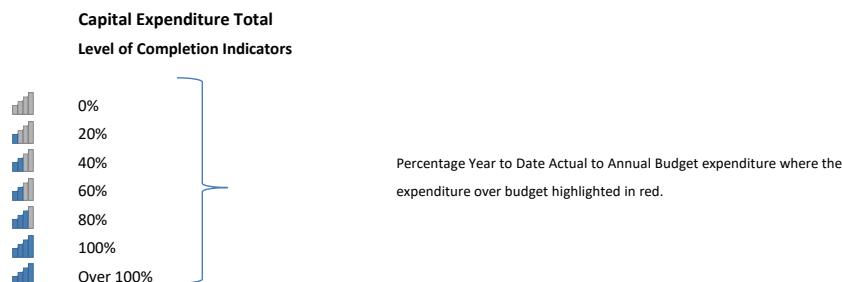 Capital Expenditure Total
Level of Completion Indicators
0%
20%
40%
60%
80%
100%
Over 100%
Percentage Year to Date Actual to Annual Budget expenditure where the
expenditure over budget highlighted in red.